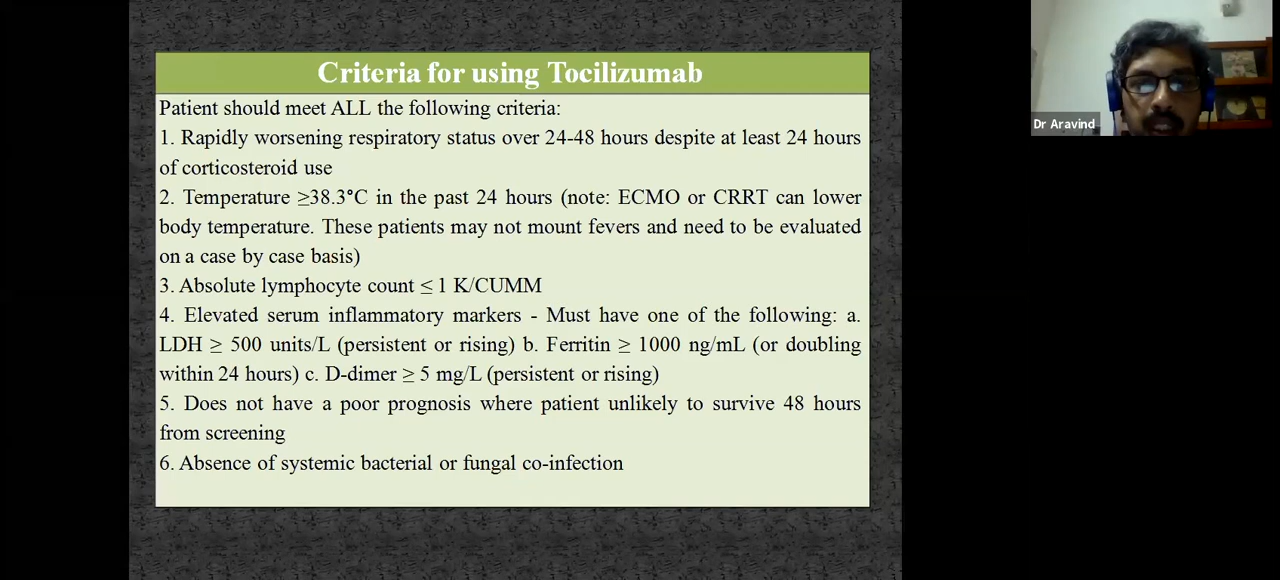 Criteria for using Tocilizumab
Patient should meet ALL the following criteria:
1. Rapidly worsening respiratory status over 24-48 hours despite at least 24 hours
of corticosteroid use
2. Temperature ≥38.3°C in the past 24 hours (note: ECMO or CRRT can lower
body temperature. These patients may not mount fevers and need to be evaluated
on a case by case basis)
3. Absolute lymphocyte count ≤ 1 K/CUMM
4. Elevated serum inflammatory markers - Must have one of the following: a.
LDH ≥ 500 units/L (persistent or rising) b. Ferritin ≥ 1000 ng/mL (or doubling
within 24 hours) c. D-dimer ≥ 5 mg/L (persistent or rising)
5. Does not have a poor prognosis where patient unlikely to survive 48 hours
from screening
6. Absence of systemic bacterial or fungal co-infection
Dr Aravind